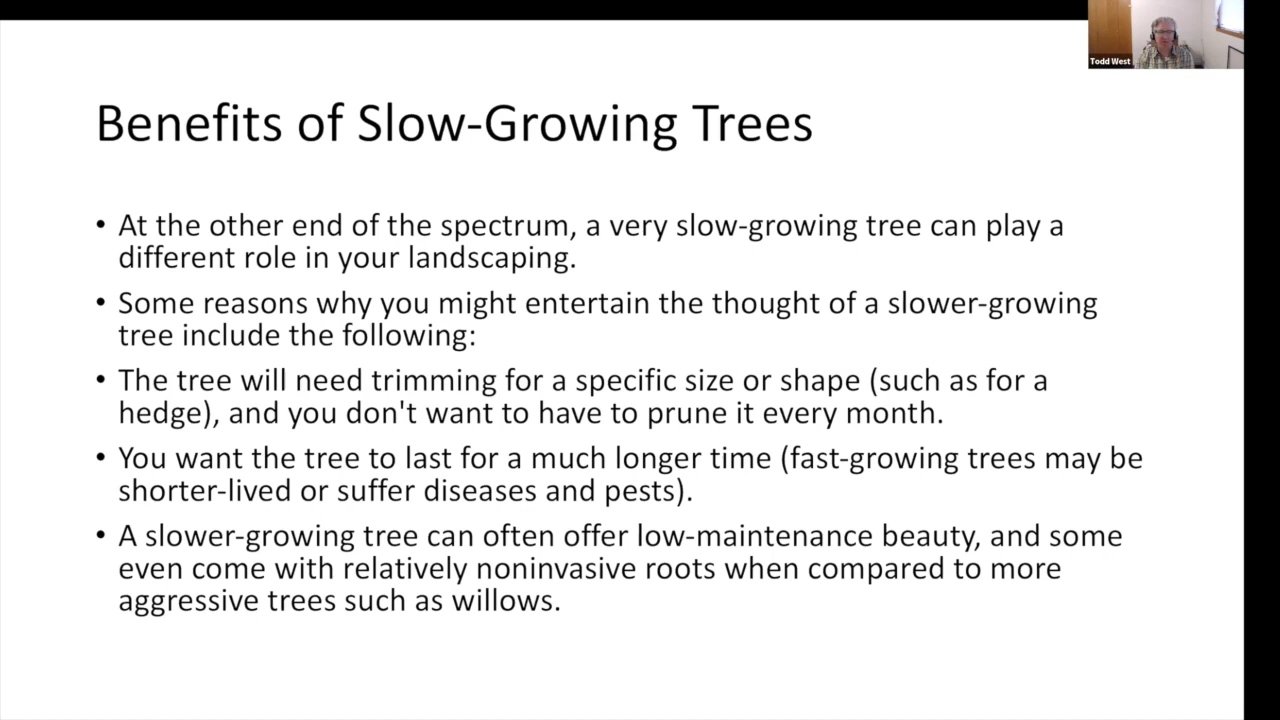 Todd West
Benefits of Slow-Growing Trees
• At the other end of the spectrum, a very slow-growing tree can play a
different role in your landscaping.
• Some reasons why you might entertain the thought of a slower-growing
tree include the following:
• The tree will need trimming for a specific size or shape (such as for a
hedge), and you don't want to have to prune it every month.
• You want the tree to last for a much longer time (fast-growing trees may be
shorter-lived or suffer diseases and pests).
• A slower-growing tree can often offer low-maintenance beauty, and some
even come with relatively noninvasive roots when compared to more
aggressive trees such as willows.